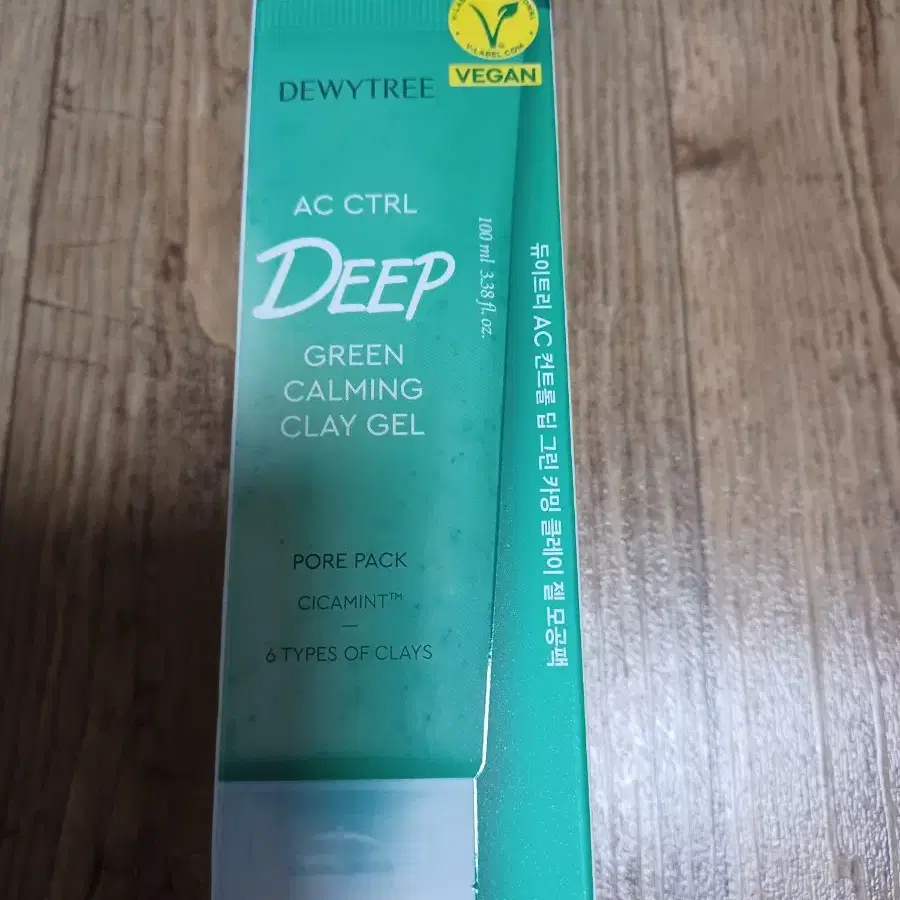 V-LABEL.COM
VEGAN
DEWYTREE
AC CTRL
DEEP
GREEN
CALMING
CLAY GEL
100 ml 3.38 fl. oz.
PORE PACK
CICAMINT™
6 TYPES OF CLAYS
듀이트리 AC 컨트롤 딥 그린 카밍 클레이 젤 모공팩